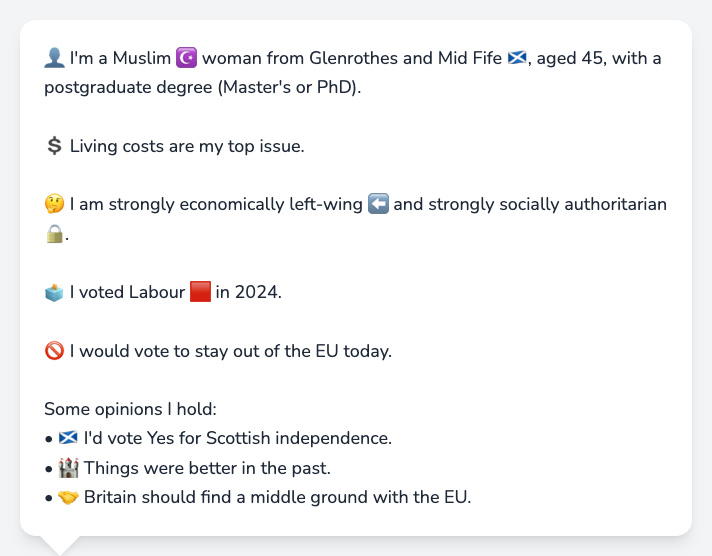 👤 I'm a Muslim ☪️ woman from Glenrothes and Mid Fife 🏴󠁧󠁢󠁳󠁣󠁴󠁿, aged 45, with a
postgraduate degree (Master's or PhD).
💲 Living costs are my top issue.
🤔 I am strongly economically left-wing ⬅️ and strongly socially authoritarian
🔒.
🗳️ I voted Labour 🟥 in 2024.
🚫 I would vote to stay out of the EU today.
Some opinions I hold:
• 🏴󠁧󠁢󠁳󠁣󠁴󠁿 I'd vote Yes for Scottish independence.
• 🏰 Things were better in the past.
• 🤝 Britain should find a middle ground with the EU.